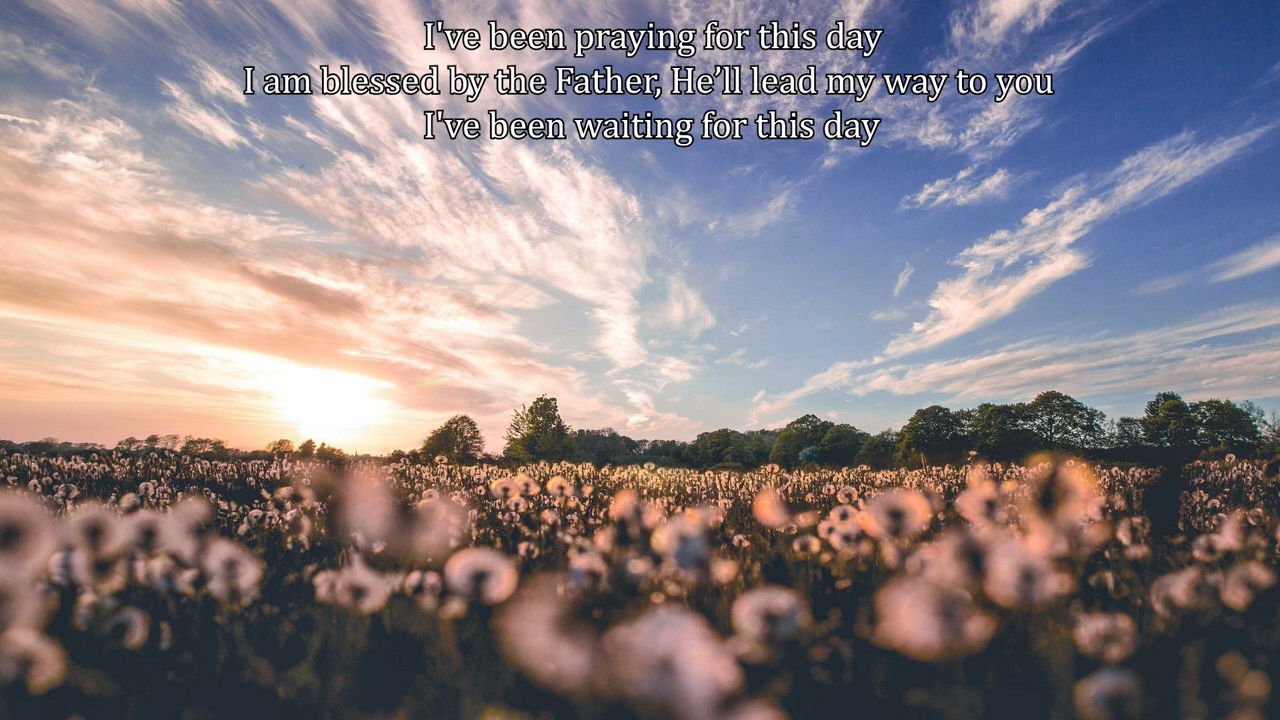 I've been praying for this day
I am blessed by the Father, He’ll lead my way to you
I've been waiting for this day